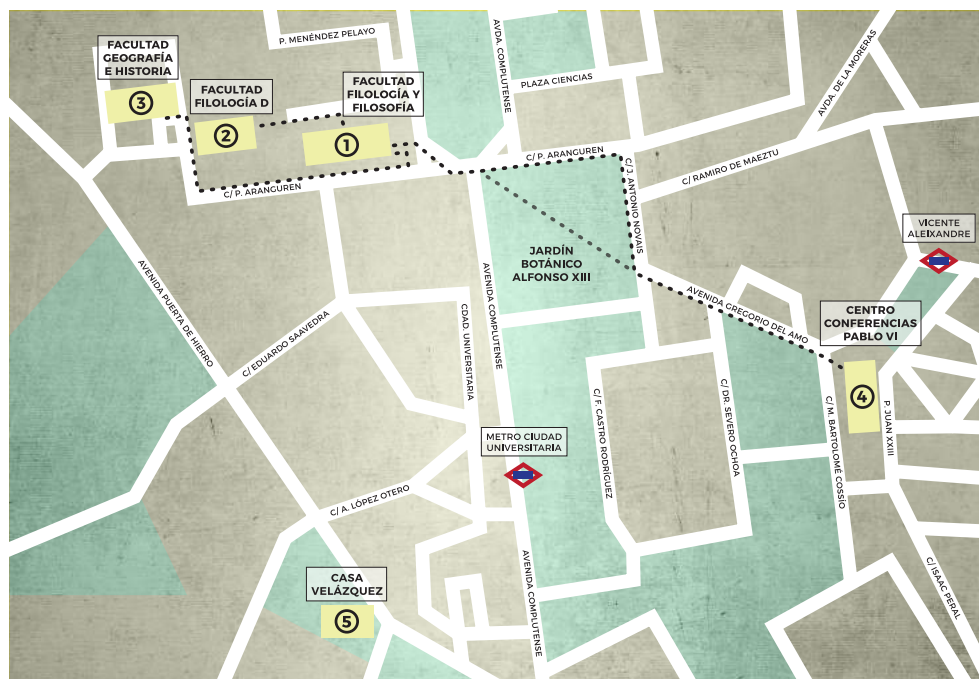 P. MENÉNDEZ PELAYO
AVDA. COMPLUTENSE
PLAZA CIENCIAS
AVDA. DE LA MORERAS
FACULTAD
GEOGRAFÍA
E HISTORIA
3
FACULTAD
FILOLOGÍA D
2
FACULTAD
FILOLOGÍA Y
FILOSOFÍA
1
C/ P. ARANGUREN
C/ P. ARANGUREN
C/ J. ANTONIO NOVAIS
C/ RAMIRO DE MAEZTU
VICENTE
ALEIXANDRE
JARDÍN
BOTÁNICO
ALFONSO XIII
AVENIDA PUERTA DE HIERRO
C/ EDUARDO SAAVEDRA
CDAD. UNIVERSITARIA
AVENIDA COMPLUTENSE
AVENIDA GREGORIO DEL AMO
CENTRO
CONFERENCIAS
PABLO VI
4
C/ F. CASTRO RODRÍGUEZ
C/ DR. SEVERO OCHOA
C/ M. BARTOLOMÉ COSSÍO
P. JUAN XXIII
METRO CIUDAD
UNIVERSITARIA
C/ A. LÓPEZ OTERO
AVENIDA COMPLUTENSE
C/ ISAAC PERAL
CASA
VELÁZQUEZ
5